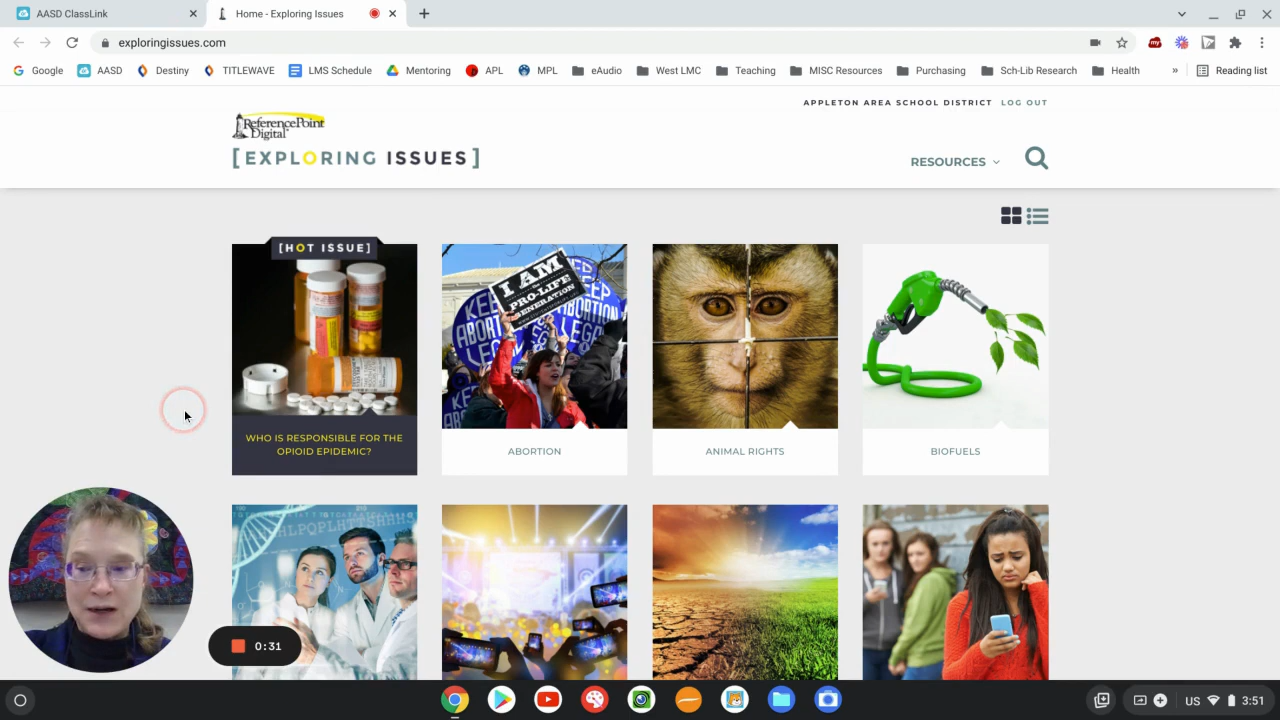 AASD ClassLink
Home - Exploring Issues
exploringissues.com
Google
AASD
Destiny
TITLEWAVE
LMS Schedule
Mentoring
APL
MPL
eAudio
West LMC
Teaching
MISC Resources
Purchasing
Sch-Lib Research
Health
»
Reading list
APPLETON AREA SCHOOL DISTRICT LOG OUT
ReferencePoint
Digital
[EXPLORING ISSUES]
RESOURCES
[HOT ISSUE]
I AM
PRO-LIFE
GENERATION
KEEP
ABORTION
LEGAL
WHO IS RESPONSIBLE FOR THE
OPIOID EPIDEMIC?
ABORTION
ANIMAL RIGHTS
BIOFUELS
0:31
US
3:51